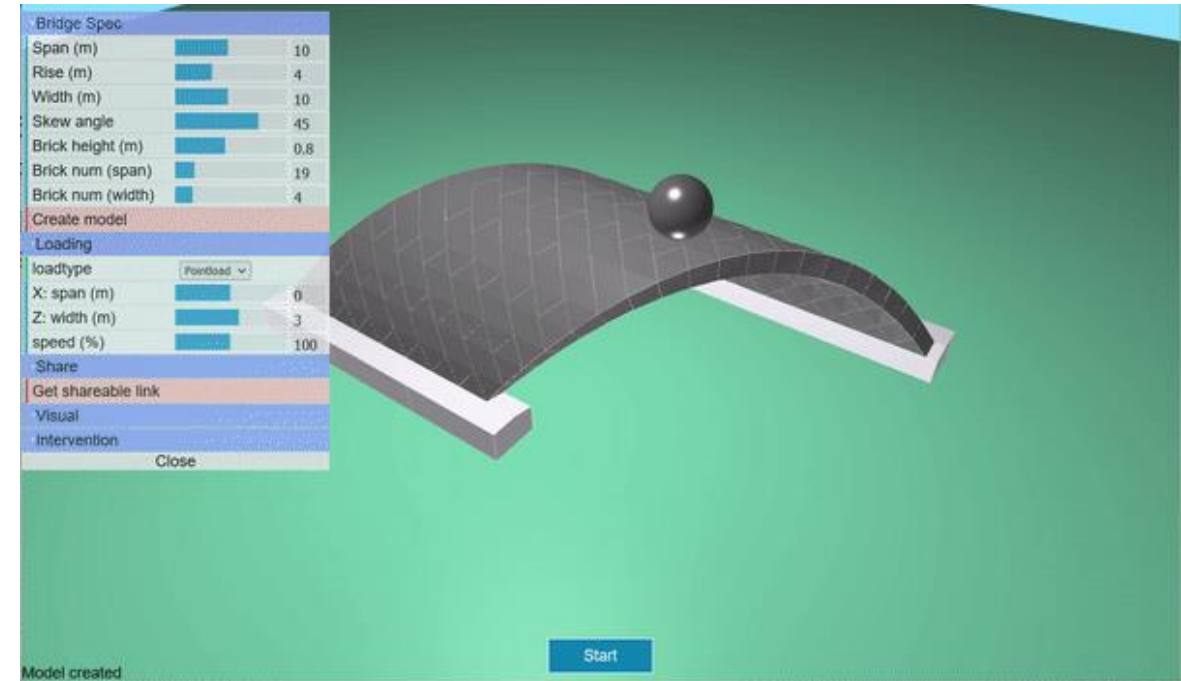 Bridge Spec
Span (m) 10
Rise (m) 4
Width (m) 10
Skew angle 45
Brick height (m) 0.8
Brick num (span) 19
Brick num (width) 4
Create model
Loading
loadtype Pointload
X: span (m) 0
Z: width (m) 3
speed (%) 100
Share
Get shareable link
Visual
Intervention
Close
Start
Model created